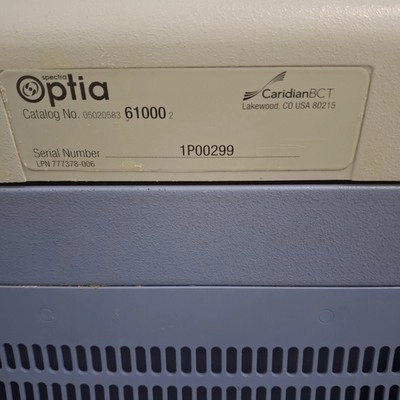 spectra
Optia
CaridianBCT
Lakewood, CO USA 80215
Catalog No. 05020583 61000 2
Serial Number 1P00299
LPN 777378-006